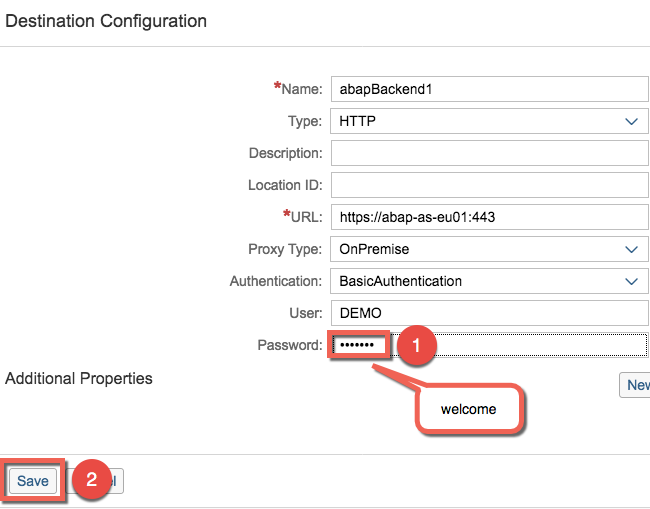 Destination Configuration
*Name: abapBackend1
Type: HTTP
Description:
Location ID:
*URL: https://abap-as-eu01:443
Proxy Type: OnPremise
Authentication: BasicAuthentication
User: DEMO
Password: ••••••• 1
Additional Properties
New
welcome
Save 2